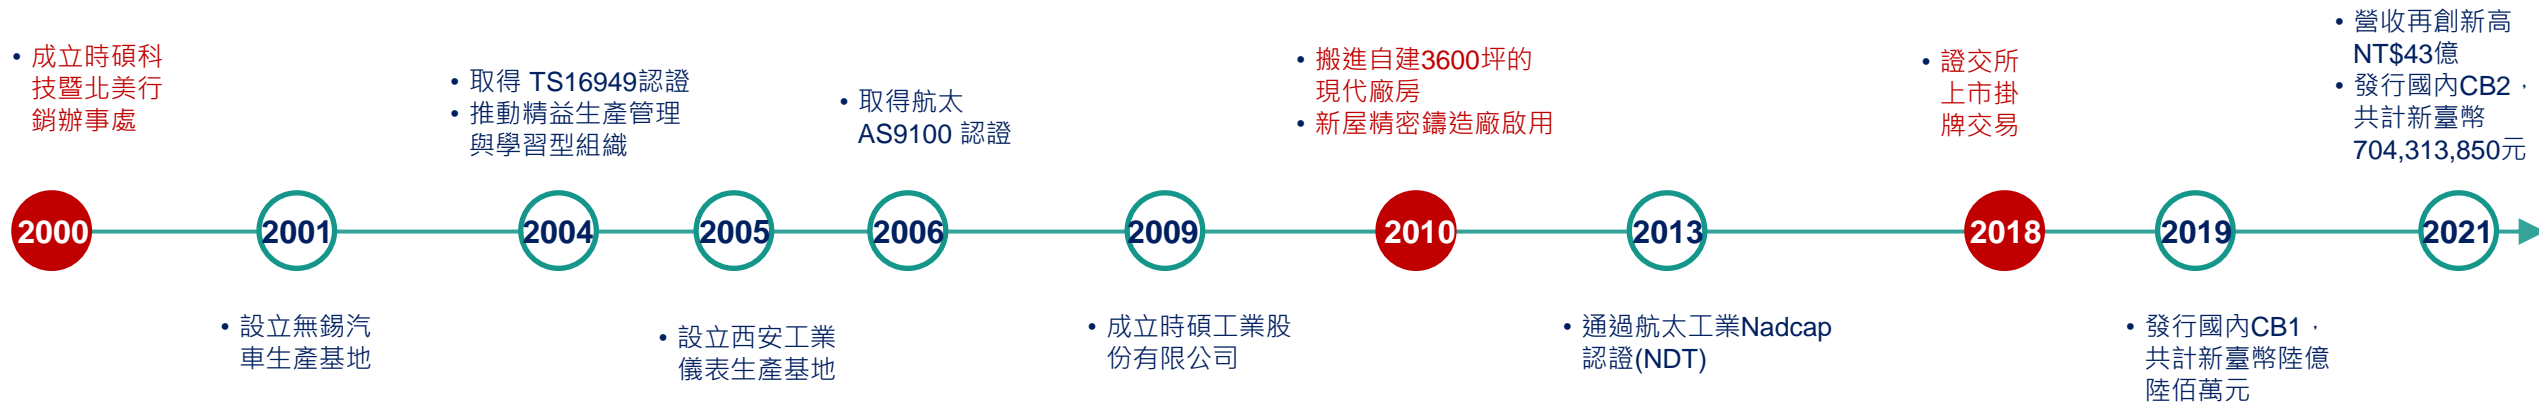 • 成立時碩科
技暨北美行
銷辦事處
• 取得 TS16949認證
• 推動精益生產管理
與學習型組織
• 取得航太
AS9100 認證
• 搬進自建3600坪的
現代廠房
• 新屋精密鑄造廠啟用
• 證交所
上市掛
牌交易
• 營收再創新高
NT$43億
• 發行國內CB2，
共計新臺幣
704,313,850元
2000
2001
2004
2005
2006
2009
2010
2013
2018
2019
2021
• 設立無錫汽
車生產基地
• 設立西安工業
儀表生產基地
• 成立時碩工業股
份有限公司
• 通過航太工業Nadcap
認證(NDT)
• 發行國內CB1，
共計新臺幣陸億
陸佰萬元